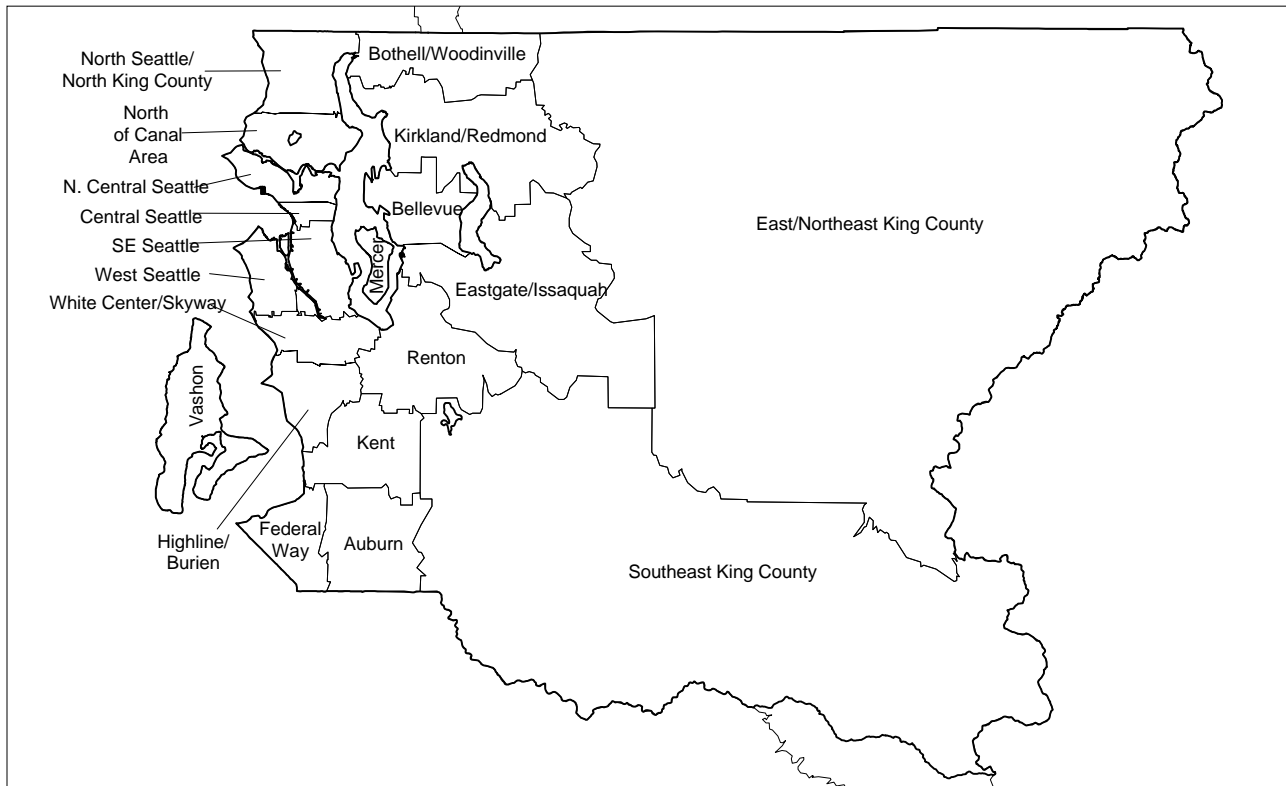 North Seattle/
North King County
Bothell/Woodinville
North
of Canal
Area
Kirkland/Redmond
N. Central Seattle
Central Seattle
Bellevue
East/Northeast King County
SE Seattle
West Seattle
Mercer
White Center/Skyway
Eastgate/Issaquah
Renton
Vashon
Kent
Highline/
Burien
Federal
Way
Auburn
Southeast King County